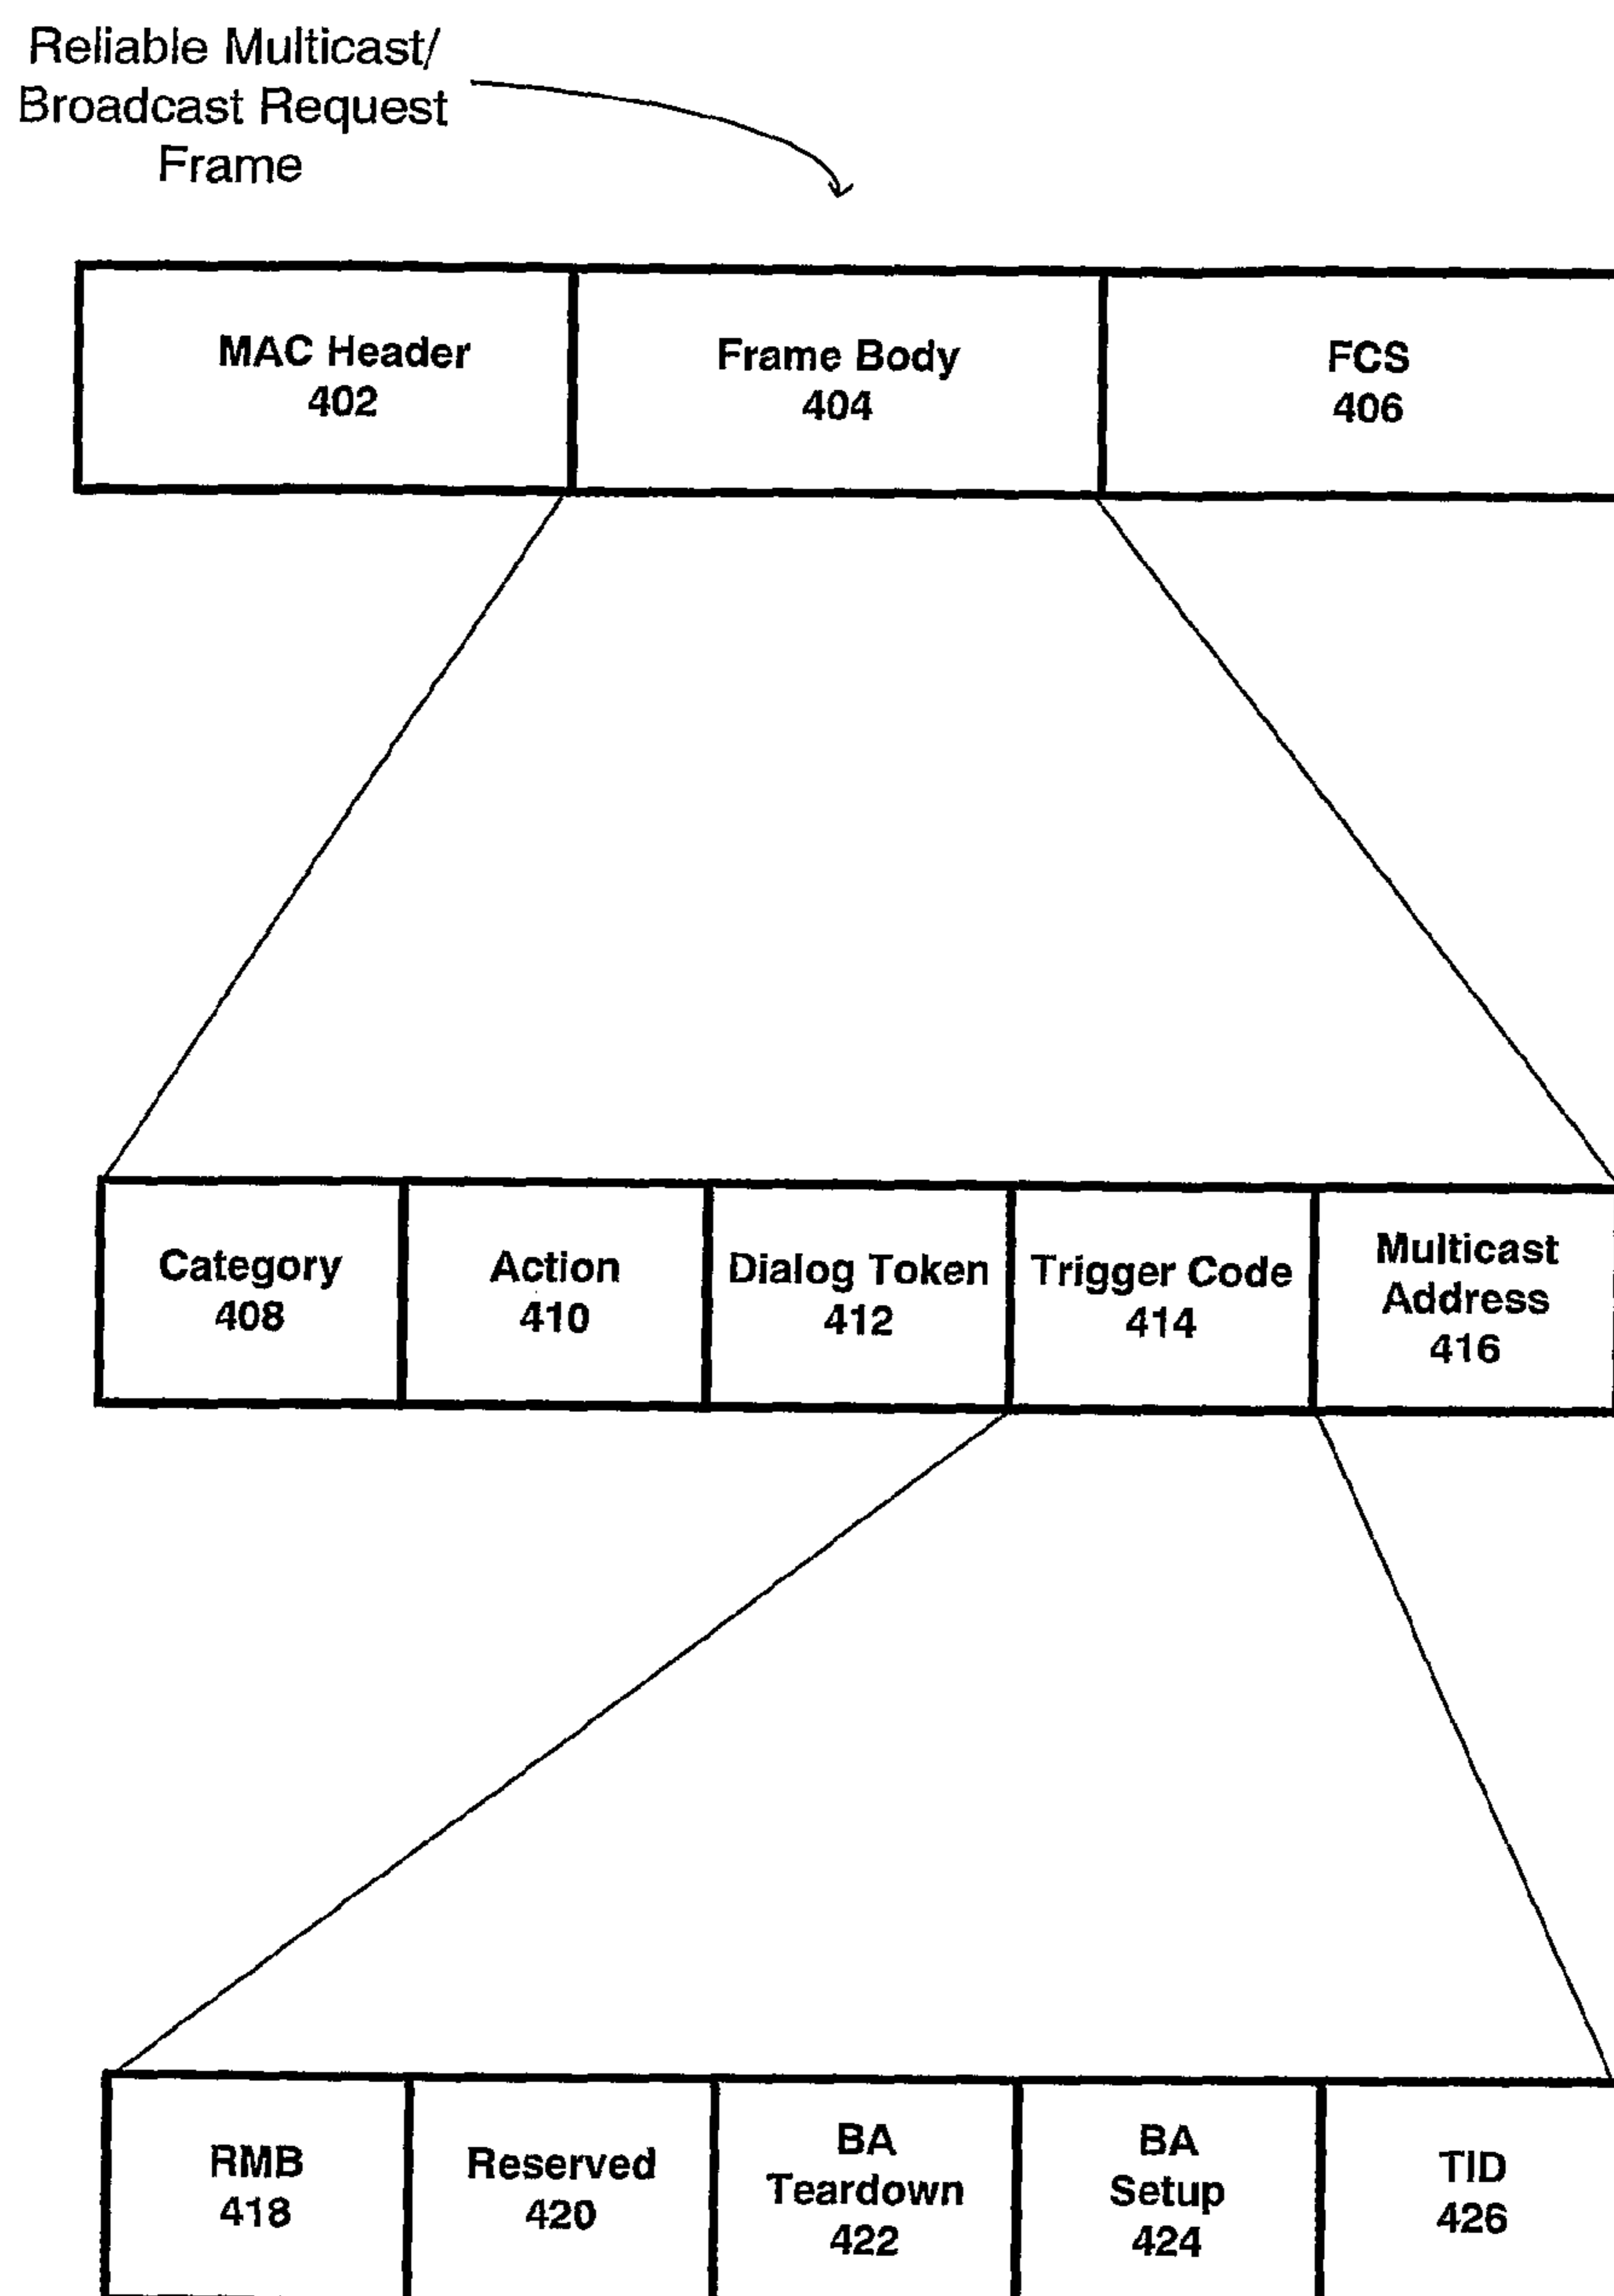 Reliable Multicast/
Broadcast Request
Frame
MAC Header
402
Frame Body
404
FCS
406
Category
408
Action
410
Dialog Token
412
Trigger Code
414
Multicast
Address
416
RMB
418
Reserved
420
BA
Teardown
422
BA
Setup
424
TID
426